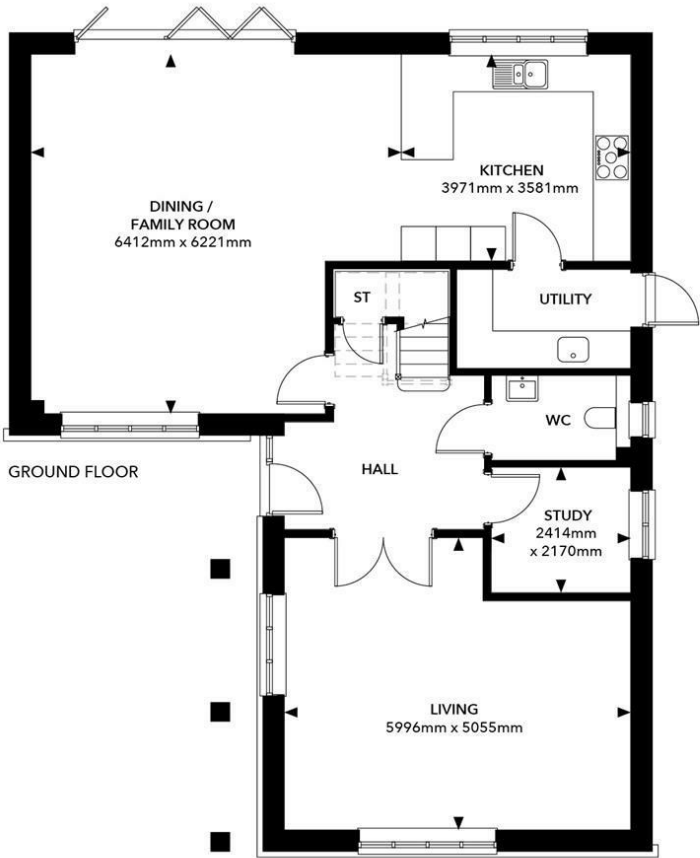 KITCHEN
3971mm x 3581mm
DINING /
FAMILY ROOM
6412mm x 6221mm
ST
UTILITY
WC
GROUND FLOOR
HALL
STUDY
2414mm
x 2170mm
LIVING
5996mm x 5055mm